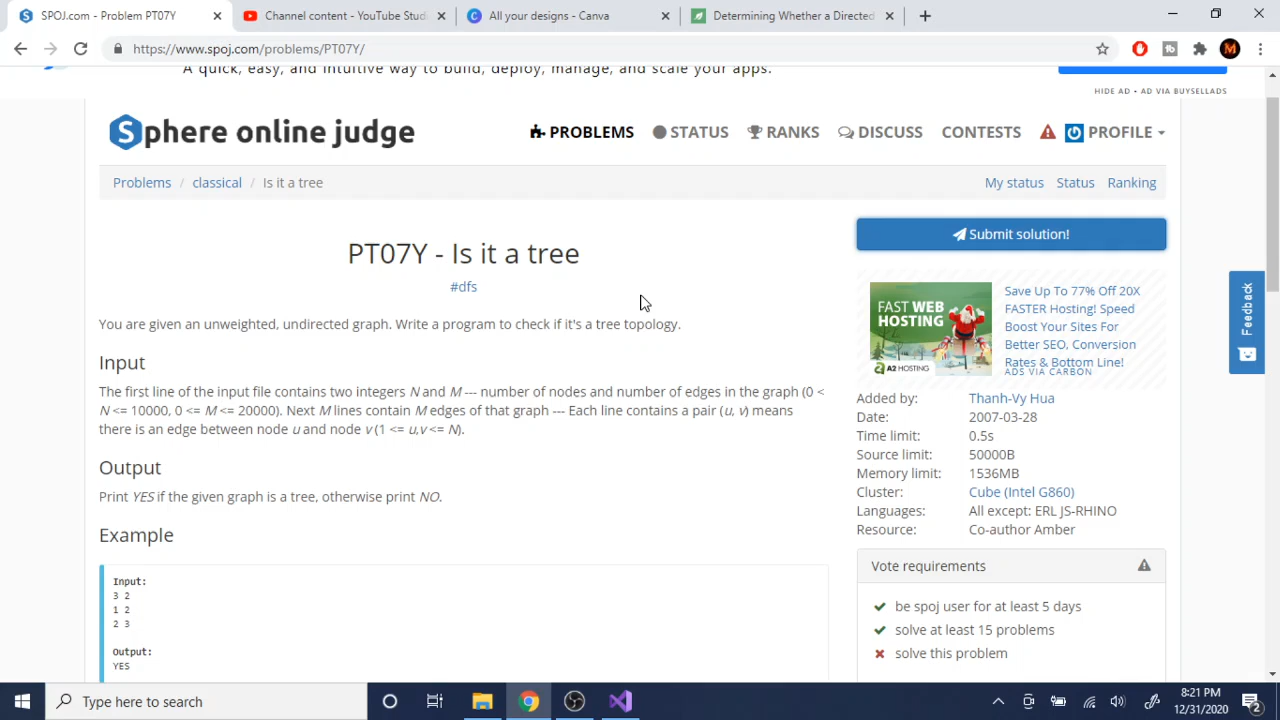 SPOJ.com - Problem PT07Y
Channel content - YouTube Studi
All your designs - Canva
Determining Whether a Directed
https://www.spoj.com/problems/PT07Y/
M
A quick, easy, and intuitive way to build, deploy, manage, and scale your apps.
HIDE AD • AD VIA BUYSELLADS
Sphere online judge
PROBLEMS STATUS RANKS DISCUSS CONTESTS PROFILE
Problems / classical / Is it a tree
My status Status Ranking
PT07Y - Is it a tree
#dfs
You are given an unweighted, undirected graph. Write a program to check if it's a tree topology.
Input
The first line of the input file contains two integers N and M --- number of nodes and number of edges in the graph (0 <
N <= 10000, 0 <= M <= 20000). Next M lines contain M edges of that graph --- Each line contains a pair (u, v) means
there is an edge between node u and node v (1 <= u,v <= N).
Output
Print YES if the given graph is a tree, otherwise print NO.
Example
Input:
3 2
1 2
2 3
Output:
YES
Submit solution!
FAST WEB
HOSTING
A2 HOSTING
Save Up To 77% Off 20X
FASTER Hosting! Speed
Boost Your Sites For
Better SEO, Conversion
Rates & Bottom Line!
ADS VIA CARBON
Added by: Thanh-Vy Hua
Date: 2007-03-28
Time limit: 0.5s
Source limit: 50000B
Memory limit: 1536MB
Cluster: Cube (Intel G860)
Languages: All except: ERL JS-RHINO
Resource: Co-author Amber
Vote requirements
be spoj user for at least 5 days
solve at least 15 problems
solve this problem
Feedback
Type here to search
8:21 PM
12/31/2020
2